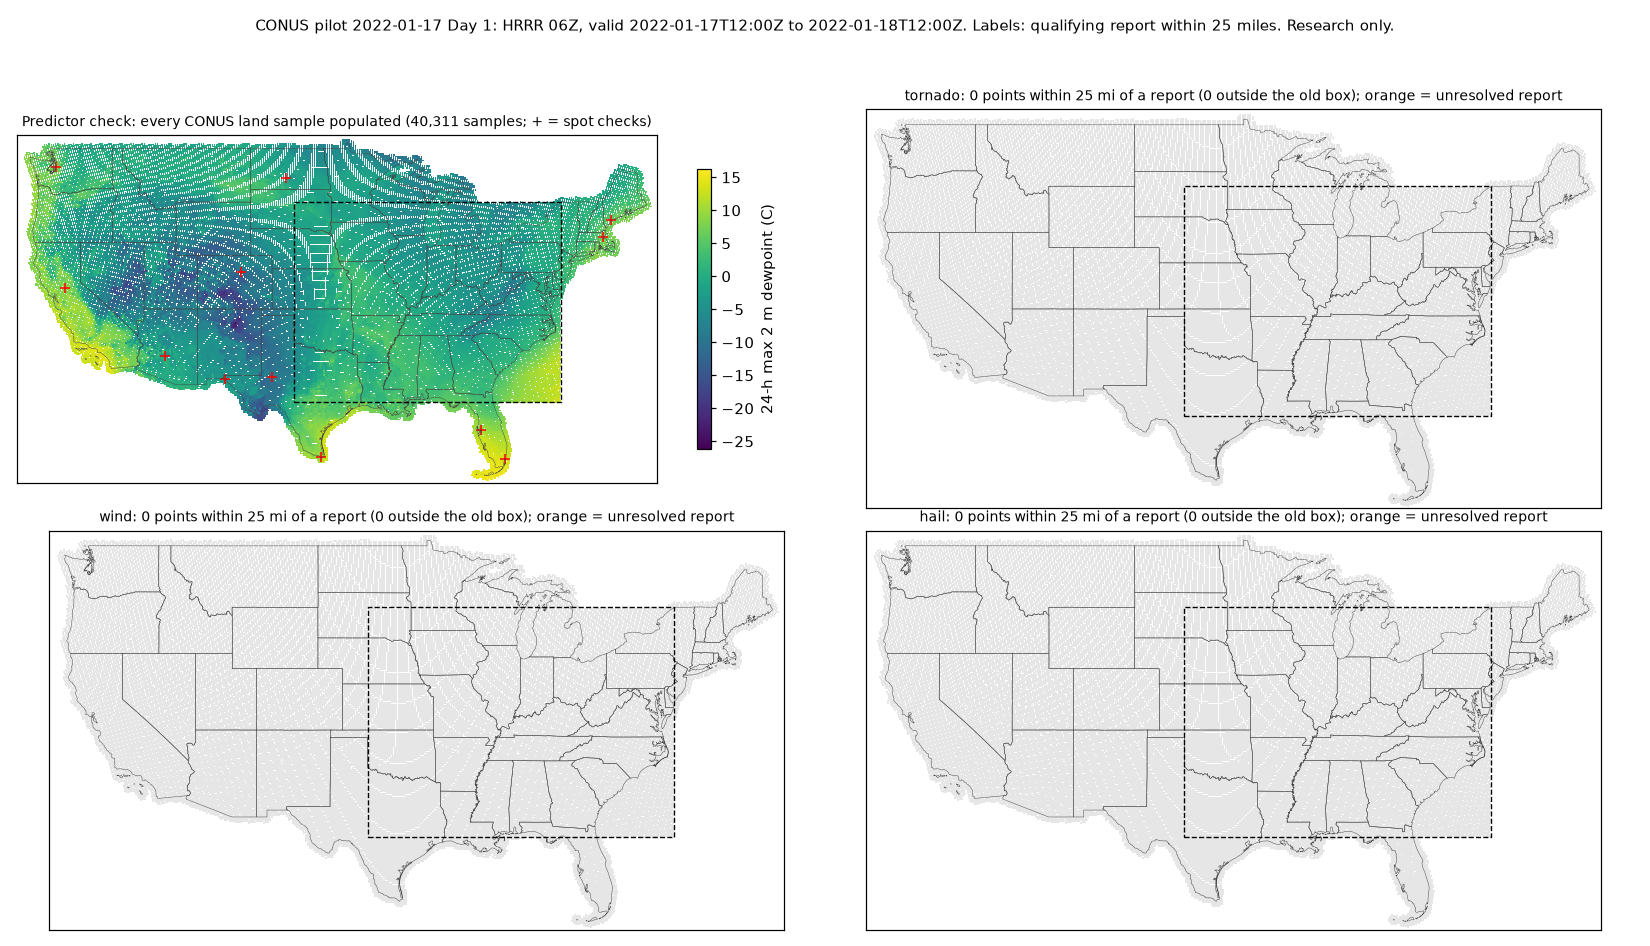 CONUS pilot 2022-01-17 Day 1: HRRR 06Z, valid 2022-01-17T12:00Z to 2022-01-18T12:00Z. Labels: qualifying report within 25 miles. Research only.
Predictor check: every CONUS land sample populated (40,311 samples; + = spot checks)
15
10
5
0
−5
−10
−15
−20
−25
24-h max 2 m dewpoint (C)
tornado: 0 points within 25 mi of a report (0 outside the old box); orange = unresolved report
wind: 0 points within 25 mi of a report (0 outside the old box); orange = unresolved report
hail: 0 points within 25 mi of a report (0 outside the old box); orange = unresolved report